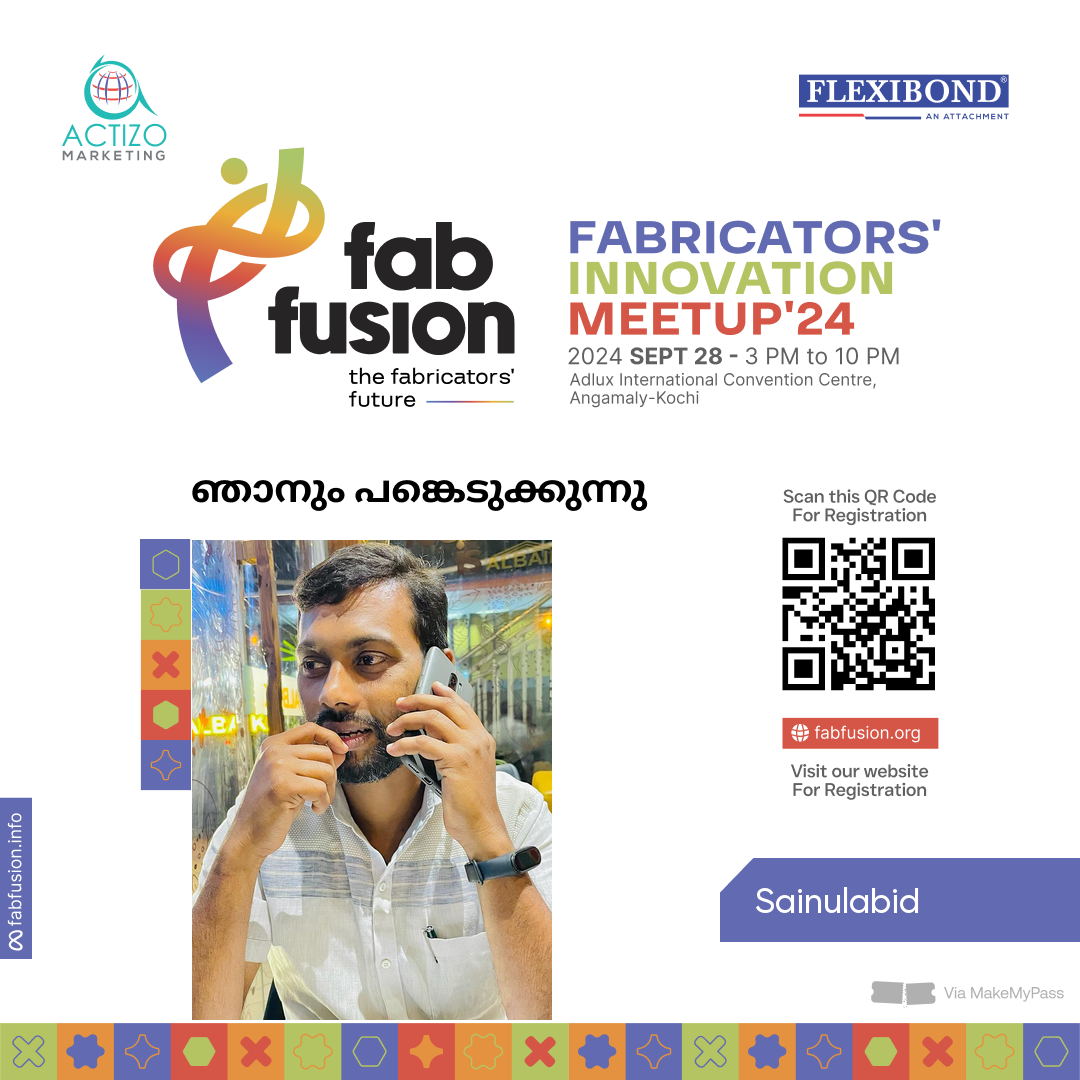 ACTIZO
MARKETING
FLEXIBOND®
AN ATTACHMENT
fab
fusion
the fabricators'
future
FABRICATORS'
INNOVATION
MEETUP'24
2024 SEPT 28 - 3 PM to 10 PM
Adlux International Convention Centre,
Angamaly-Kochi
ഞാനും പങ്കെടുക്കുന്നു
Scan this QR Code
For Registration
fabfusion.org
Visit our website
For Registration
fabfusion.info
Sainulabid
Via MakeMyPass